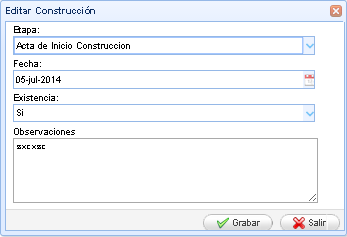 Editar Construcción
Etapa:
Acta de Inicio Construccion
Fecha:
05-jul-2014
Existencia:
Si
Observaciones
sxcxsc
Grabar
Salir